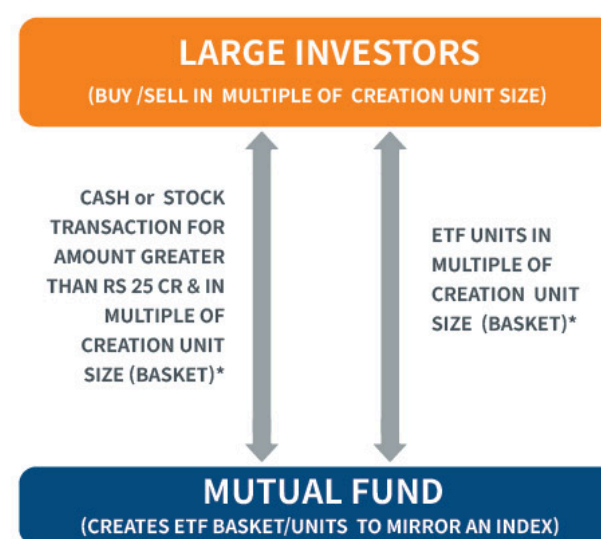 LARGE INVESTORS
(BUY /SELL IN MULTIPLE OF CREATION UNIT SIZE)
CASH or STOCK
TRANSACTION FOR
AMOUNT GREATER
THAN RS 25 CR & IN
MULTIPLE OF
CREATION UNIT
SIZE (BASKET)*
ETF UNITS IN
MULTIPLE OF
CREATION UNIT
SIZE (BASKET)*
MUTUAL FUND
(CREATES ETF BASKET/UNITS TO MIRROR AN INDEX)